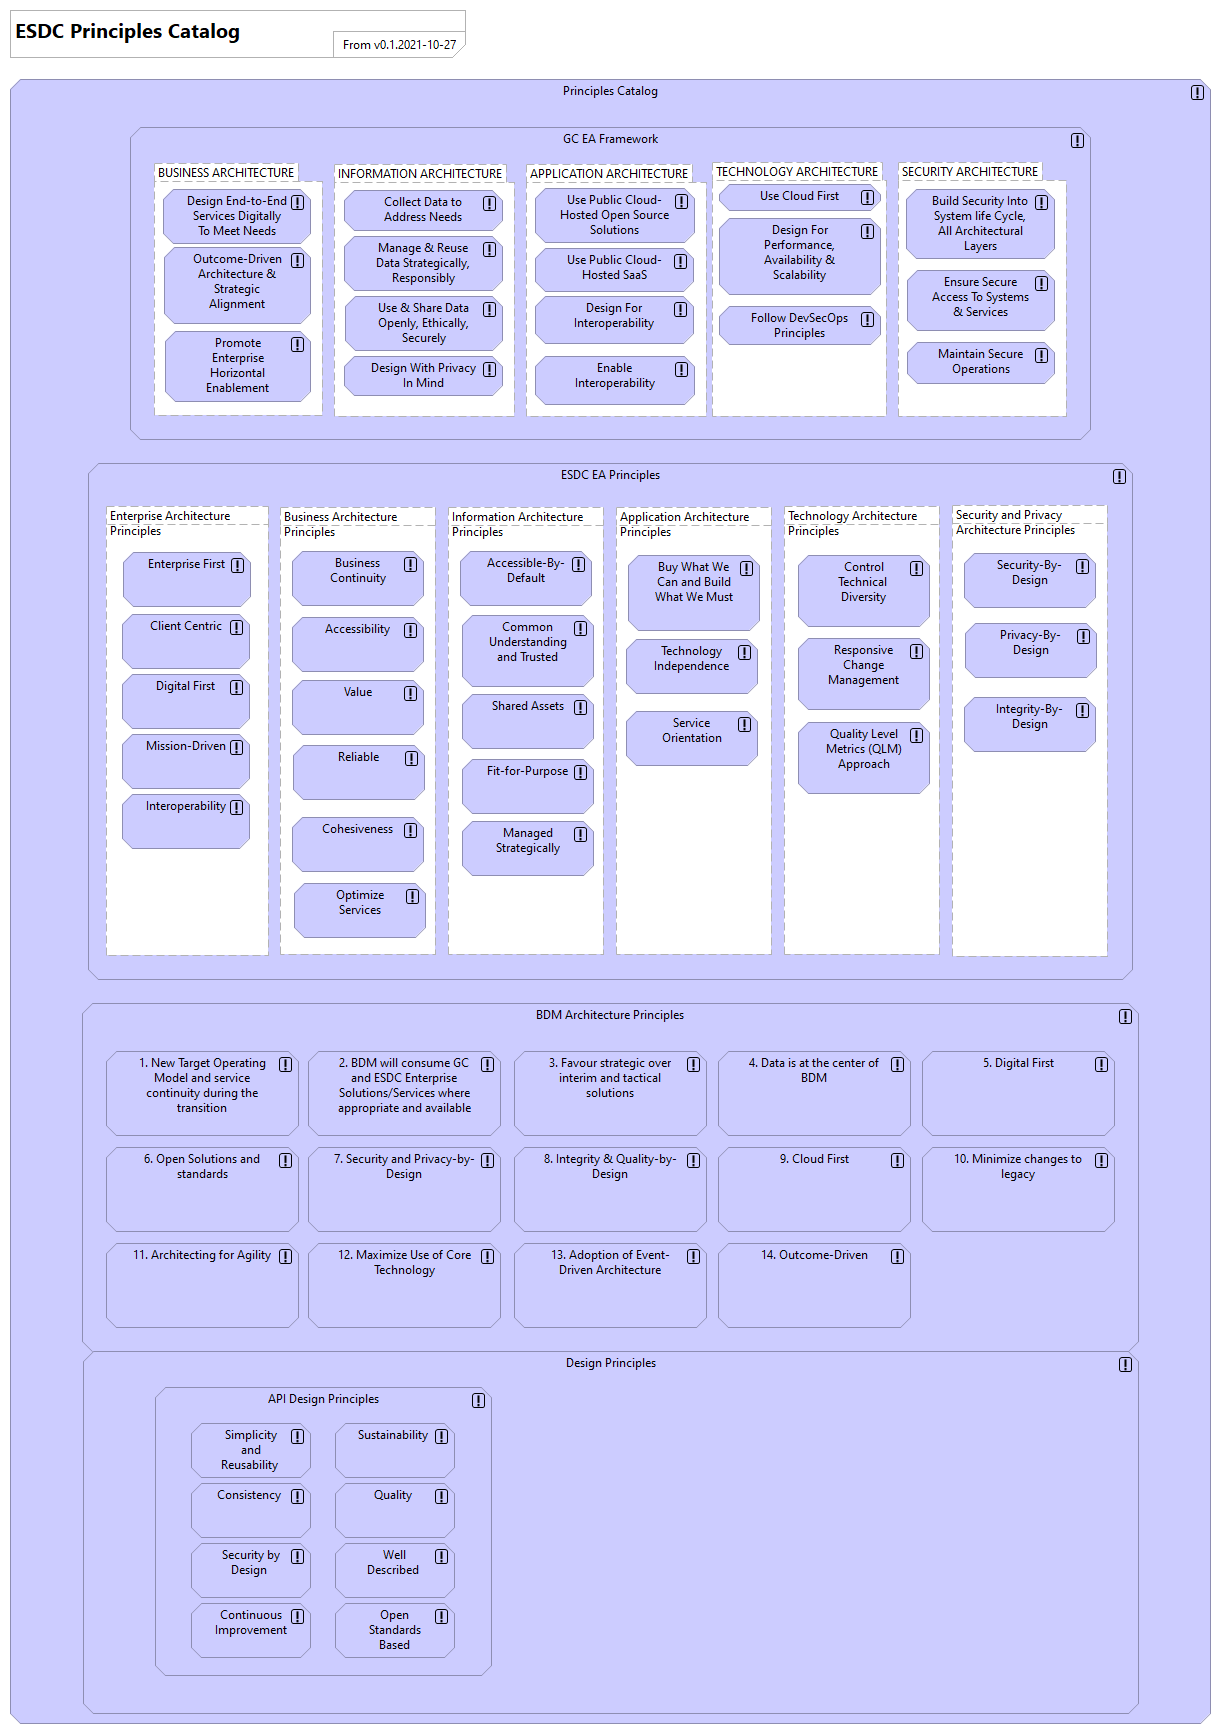 ESDC Principles Catalog
From v0.1.2021-10-27
Principles Catalog
GC EA Framework
BUSINESS ARCHITECTURE
Design End-to-End
Services Digitally
To Meet Needs
Outcome-Driven
Architecture &
Strategic
Alignment
Promote
Enterprise
Horizontal
Enablement
INFORMATION ARCHITECTURE
Collect Data to
Address Needs
Manage & Reuse
Data Strategically,
Responsibly
Use & Share Data
Openly, Ethically,
Securely
Design With Privacy
In Mind
APPLICATION ARCHITECTURE
Use Public Cloud-
Hosted Open Source
Solutions
Use Public Cloud-
Hosted SaaS
Design For
Interoperability
Enable
Interoperability
TECHNOLOGY ARCHITECTURE
Use Cloud First
Design For
Performance,
Availability &
Scalability
Follow DevSecOps
Principles
SECURITY ARCHITECTURE
Build Security Into
System life Cycle,
All Architectural
Layers
Ensure Secure
Access To Systems
& Services
Maintain Secure
Operations
ESDC EA Principles
Enterprise Architecture
Principles
Enterprise First
Client Centric
Digital First
Mission-Driven
Interoperability
Business Architecture
Principles
Business
Continuity
Accessibility
Value
Reliable
Cohesiveness
Optimize
Services
Information Architecture
Principles
Accessible-By-
Default
Common
Understanding
and Trusted
Shared Assets
Fit-for-Purpose
Managed
Strategically
Application Architecture
Principles
Buy What We
Can and Build
What We Must
Technology
Independence
Service
Orientation
Technology Architecture
Principles
Control
Technical
Diversity
Responsive
Change
Management
Quality Level
Metrics (QLM)
Approach
Security and Privacy
Architecture Principles
Security-By-
Design
Privacy-By-
Design
Integrity-By-
Design
BDM Architecture Principles
1. New Target Operating
Model and service
continuity during the
transition
2. BDM will consume GC
and ESDC Enterprise
Solutions/Services where
appropriate and available
3. Favour strategic over
interim and tactical
solutions
4. Data is at the center of
BDM
5. Digital First
6. Open Solutions and
standards
7. Security and Privacy-by-
Design
8. Integrity & Quality-by-
Design
9. Cloud First
10. Minimize changes to
legacy
11. Architecting for Agility
12. Maximize Use of Core
Technology
13. Adoption of Event-
Driven Architecture
14. Outcome-Driven
Design Principles
API Design Principles
Simplicity
and
Reusability
Sustainability
Consistency
Quality
Security by
Design
Well
Described
Continuous
Improvement
Open
Standards
Based